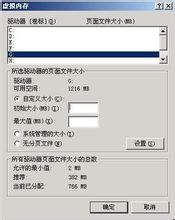 虚拟内存
驱动器 [卷标](D) 页面文件大小(MB)
C:
D:
E:
F:
G:
H:
所选驱动器的页面文件大小
驱动器: G:
可用空间: 1216 MB
自定义大小(C):
初始大小(MB)(I):
最大值(MB)(X):
系统管理的大小(Y)
无分页文件(N) 设置(S)
所有驱动器页面文件大小的总数
允许的最小值: 2 MB
推荐: 382 MB
当前已分配: 766 MB
确定 取消